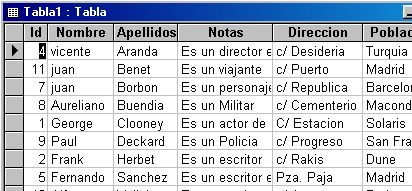 Tabla1 : Tabla
Id Nombre Apellidos Notas Direccion Poblac
4 vicente Aranda Es un director e c/ Desideria Turquia
11 juan Benet Es un viajante c/ Puerto Madrid
7 juan Borbon Es un personaje c/ Republica Barcelon
8 Aureliano Buendia Es un Militar c/ Cementerio Macond
1 George Clooney Es un actor de C/ Estacion Solaris
9 Paul Deckard Es un Policia c/ Progreso San Fra
2 Frank Herbet Es un escritor c/ Rakis Dune
5 Fernando Sanchez Es un escritor e Pza. Paja Madrid